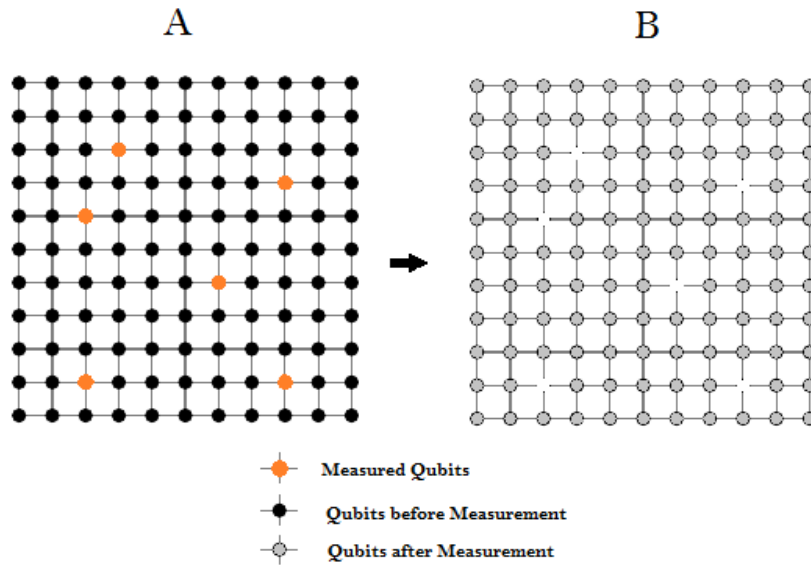 A
B
Measured Qubits
Qubits before Measurement
Qubits after Measurement